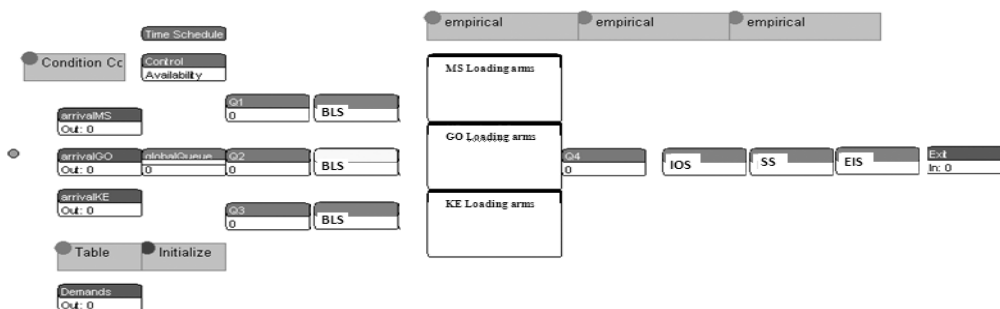 empirical
empirical
empirical
Time Schedule
Condition Cc
Control
Availability
MS Loading arms
arrivalMS
Out: 0
Q1
0
BLS
GO Loading arms
arrivalGO
Out: 0
globalQueue
0
Q2
0
BLS
Q4
0
IOS
SS
EIS
Exit
In: 0
arrivalKE
Out: 0
Q3
0
BLS
KE Loading arms
Table
Initialize
Demands
Out: 0